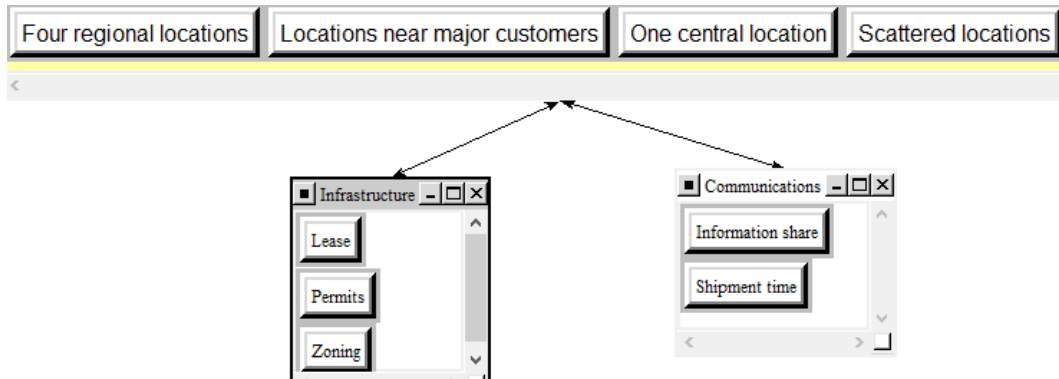 Four regional locations Locations near major customers One central location Scattered locations
Infrastructure
Lease
Permits
Zoning
Communications
Information share
Shipment time